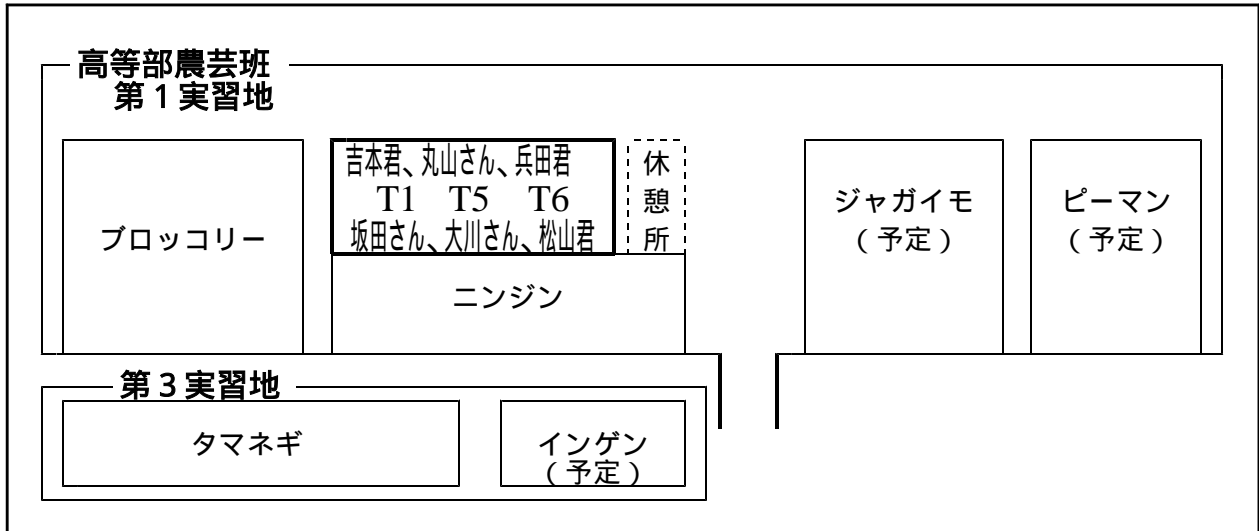 高等部農芸班
第1実習地
ブロッコリー
吉本君、丸山さん、兵田君
T1 T5 T6
坂田さん、大川さん、松山君
休憩所
ニンジン
ジャガイモ
(予定)
ピーマン
(予定)
第3実習地
タマネギ
インゲン
(予定)